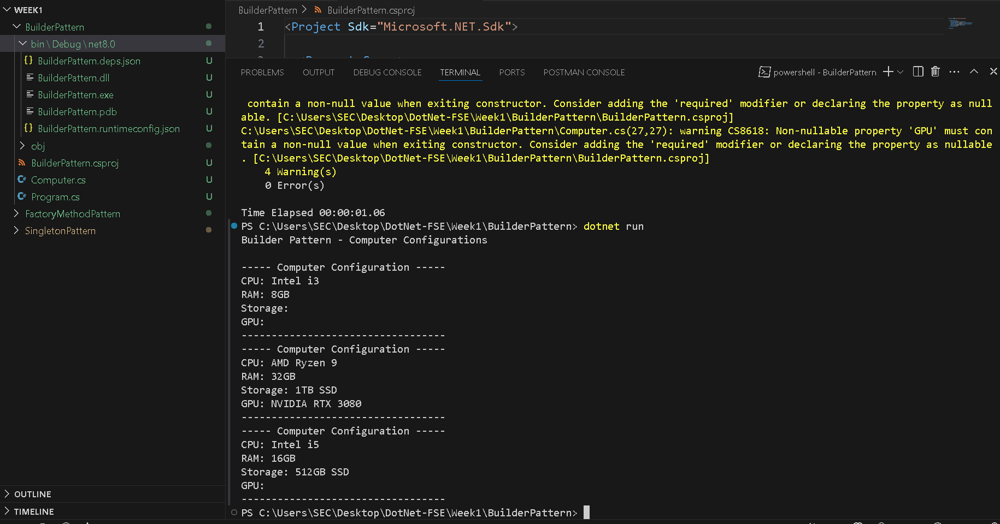 WEEK1
BuilderPattern
bin\Debug\net8.0
{} BuilderPattern.deps.json U
BuilderPattern.dll U
BuilderPattern.exe U
BuilderPattern.pdb U
{} BuilderPattern.runtimeconfig.json U
obj
BuilderPattern.csproj U
C# Computer.cs U
C# Program.cs U
FactoryMethodPattern
SingletonPattern
OUTLINE
TIMELINE
BuilderPattern > BuilderPattern.csproj
1 <Project Sdk="Microsoft.NET.Sdk">
2
PROBLEMS OUTPUT DEBUG CONSOLE TERMINAL PORTS POSTMAN CONSOLE powershell - BuilderPattern
contain a non-null value when exiting constructor. Consider adding the 'required' modifier or declaring the property as null
able. [C:\Users\SEC\Desktop\DotNet-FSE\Week1\BuilderPattern\BuilderPattern.csproj]
C:\Users\SEC\Desktop\DotNet-FSE\Week1\BuilderPattern\Computer.cs(27,27): warning CS8618: Non-nullable property 'GPU' must con
tain a non-null value when exiting constructor. Consider adding the 'required' modifier or declaring the property as nullable
. [C:\Users\SEC\Desktop\DotNet-FSE\Week1\BuilderPattern\BuilderPattern.csproj]
4 Warning(s)
0 Error(s)
Time Elapsed 00:00:01.06
PS C:\Users\SEC\Desktop\DotNet-FSE\Week1\BuilderPattern> dotnet run
Builder Pattern - Computer Configurations
----- Computer Configuration -----
CPU: Intel i3
RAM: 8GB
Storage:
GPU:
----------------------------------
----- Computer Configuration -----
CPU: AMD Ryzen 9
RAM: 32GB
Storage: 1TB SSD
GPU: NVIDIA RTX 3080
----------------------------------
----- Computer Configuration -----
CPU: Intel i5
RAM: 16GB
Storage: 512GB SSD
GPU:
----------------------------------
PS C:\Users\SEC\Desktop\DotNet-FSE\Week1\BuilderPattern>